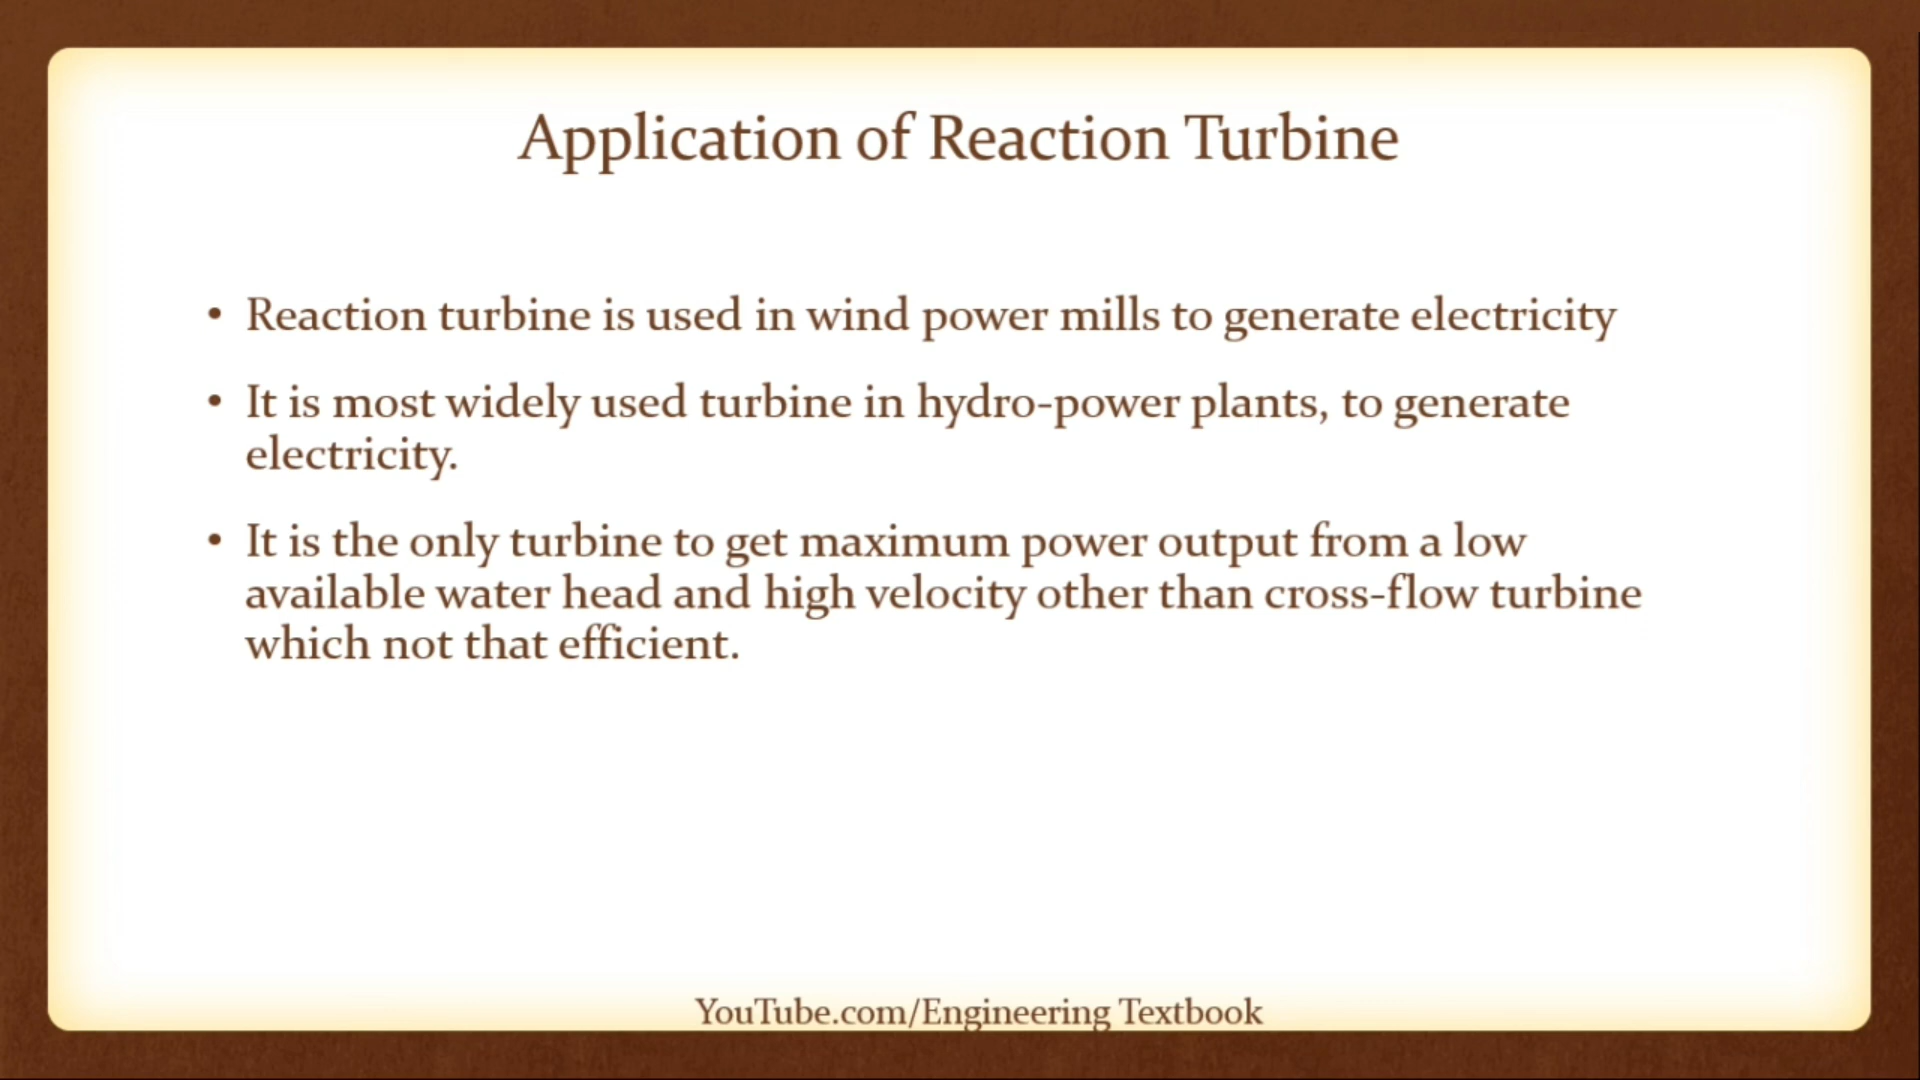 Application of Reaction Turbine
• Reaction turbine is used in wind power mills to generate electricity
• It is most widely used turbine in hydro-power plants, to generate
electricity.
• It is the only turbine to get maximum power output from a low
available water head and high velocity other than cross-flow turbine
which not that efficient.
YouTube.com/Engineering Textbook